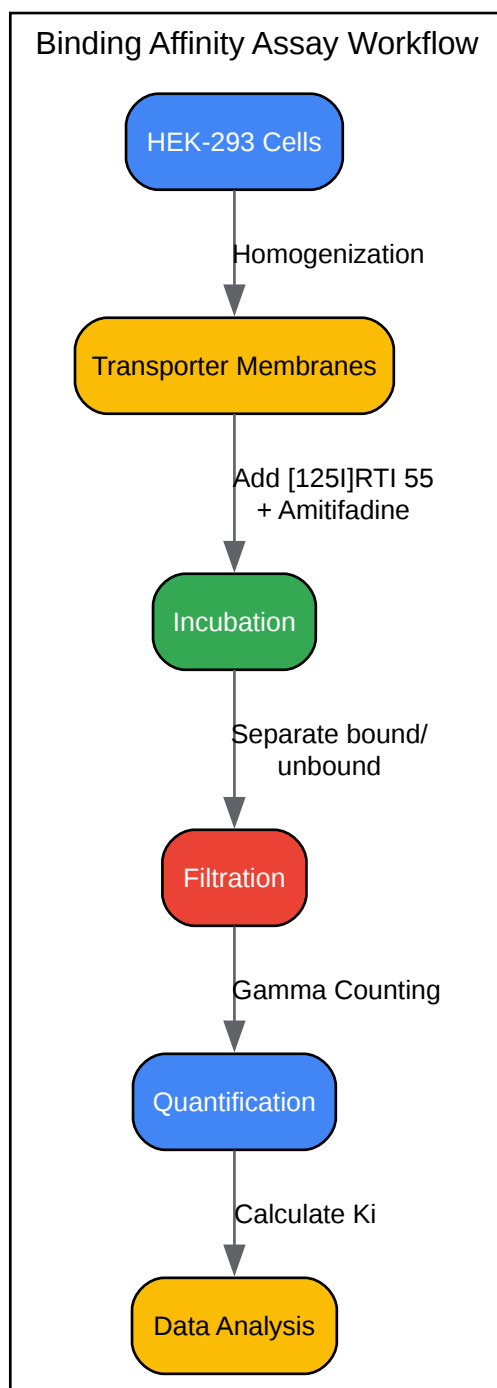 Binding Affinity Assay Workflow
HEK-293 Cells
Homogenization
Transporter Membranes
Add [125I]RTI 55
+ Amitifadine
Incubation
Separate bound/
unbound
Filtration
Gamma Counting
Quantification
Calculate Ki
Data Analysis